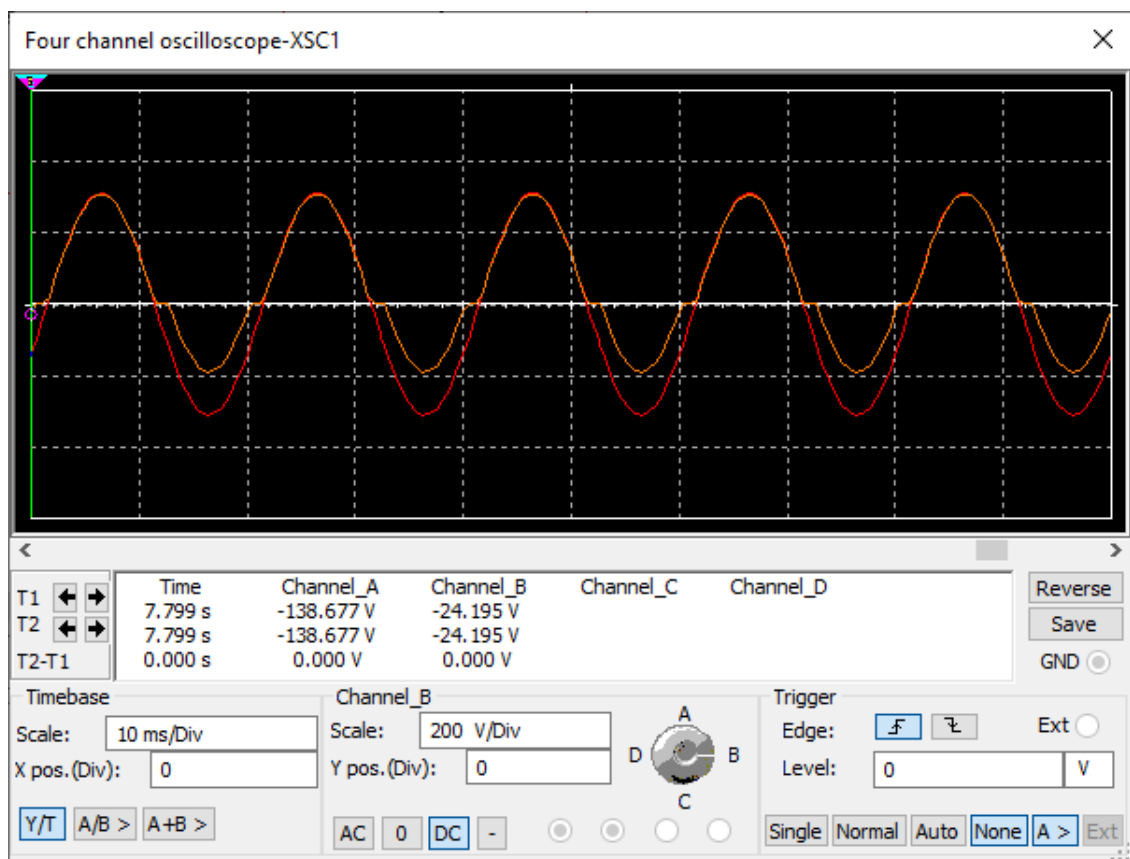 Four channel oscilloscope-XSC1
Time Channel_A Channel_B Channel_C Channel_D
T1 7.799 s -138.677 V -24.195 V
T2 7.799 s -138.677 V -24.195 V
T2-T1 0.000 s 0.000 V 0.000 V
Reverse
Save
GND
Timebase
Scale: 10 ms/Div
X pos.(Div): 0
Y/T A/B > A+B >
Channel_B
Scale: 200 V/Div
Y pos.(Div): 0
AC 0 DC -
A
D B
C
Trigger
Edge: Ext
Level: 0 V
Single Normal Auto None A > Ext